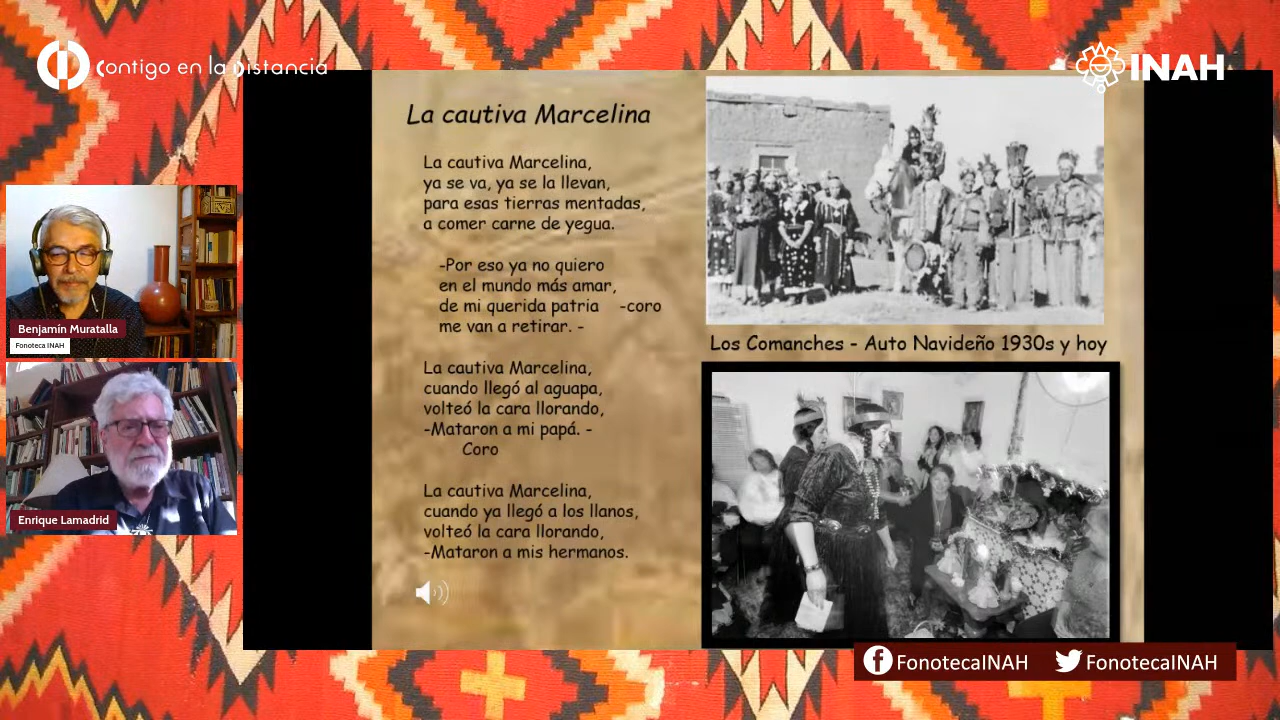 Contigo en la Distancia
INAH
La cautiva Marcelina
La cautiva Marcelina,
ya se va, ya se la llevan,
para esas tierras mentadas,
a comer carne de yegua.
-Por eso ya no quiero
en el mundo más amar,
de mi querida patria -coro
me van a retirar. -
La cautiva Marcelina,
cuando llegó al aguapa,
volteó la cara llorando,
-Mataron a mi papá. -
Coro
La cautiva Marcelina,
cuando ya llegó a los llanos,
volteó la cara llorando,
-Mataron a mis hermanos.
Los Comanches - Auto Navideño 1930s y hoy
Benjamín Muratalla
Fonoteca INAH
Enrique Lamadrid
FonotecaINAH
FonotecaINAH